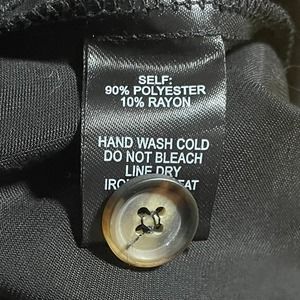 SELF:
90% POLYESTER
10% RAYON
HAND WASH COLD
DO NOT BLEACH
LINE DRY